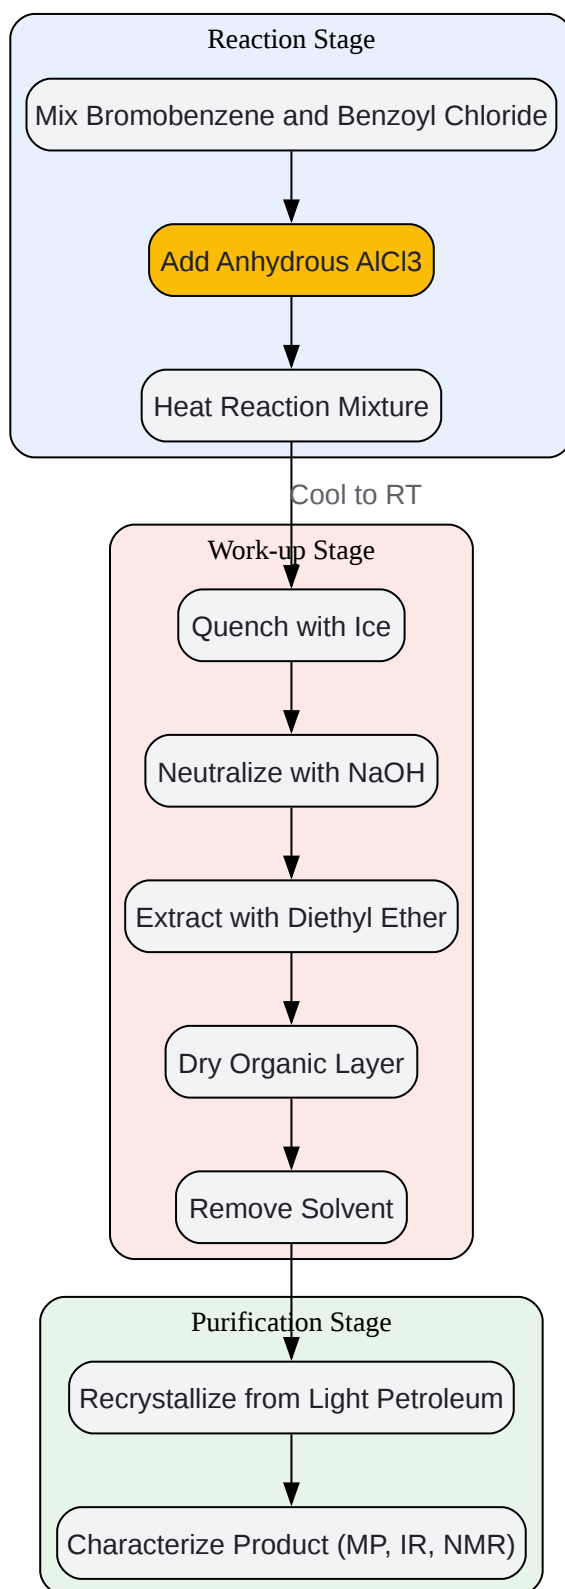 Reaction Stage
Mix Bromobenzene and Benzoyl Chloride
Add Anhydrous AlCl3
Heat Reaction Mixture
Cool to RT
Work-up Stage
Quench with Ice
Neutralize with NaOH
Extract with Diethyl Ether
Dry Organic Layer
Remove Solvent
Purification Stage
Recrystallize from Light Petroleum
Characterize Product (MP, IR, NMR)